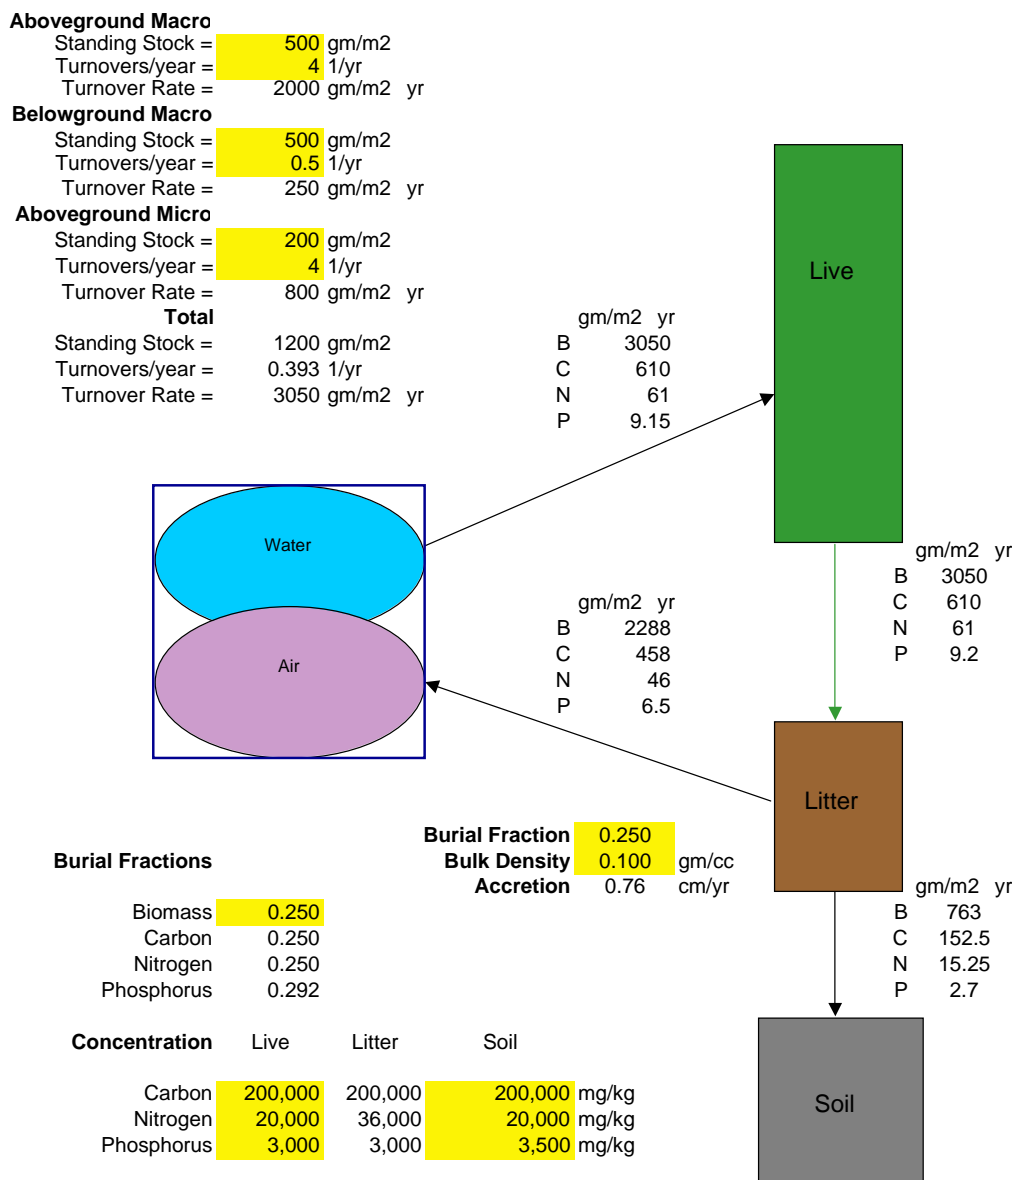 Aboveground Macro
Standing Stock = 500 gm/m2
Turnovers/year = 4 1/yr
Turnover Rate = 2000 gm/m2 yr
Belowground Macro
Standing Stock = 500 gm/m2
Turnovers/year = 0.5 1/yr
Turnover Rate = 250 gm/m2 yr
Aboveground Micro
Standing Stock = 200 gm/m2
Turnovers/year = 4 1/yr
Turnover Rate = 800 gm/m2 yr
Total
Standing Stock = 1200 gm/m2
Turnovers/year = 0.393 1/yr
Turnover Rate = 3050 gm/m2 yr
gm/m2 yr
B 3050
C 610
N 61
P 9.15
Live
Water
Air
gm/m2 yr
B 3050
C 610
N 61
P 9.2
gm/m2 yr
B 2288
C 458
N 46
P 6.5
Litter
Burial Fraction 0.250
Bulk Density 0.100 gm/cc
Accretion 0.76 cm/yr
gm/m2 yr
B 763
C 152.5
N 15.25
P 2.7
Burial Fractions
Biomass 0.250
Carbon 0.250
Nitrogen 0.250
Phosphorus 0.292
Concentration Live Litter Soil
Carbon 200,000 200,000 200,000 mg/kg
Nitrogen 20,000 36,000 20,000 mg/kg
Phosphorus 3,000 3,000 3,500 mg/kg
Soil